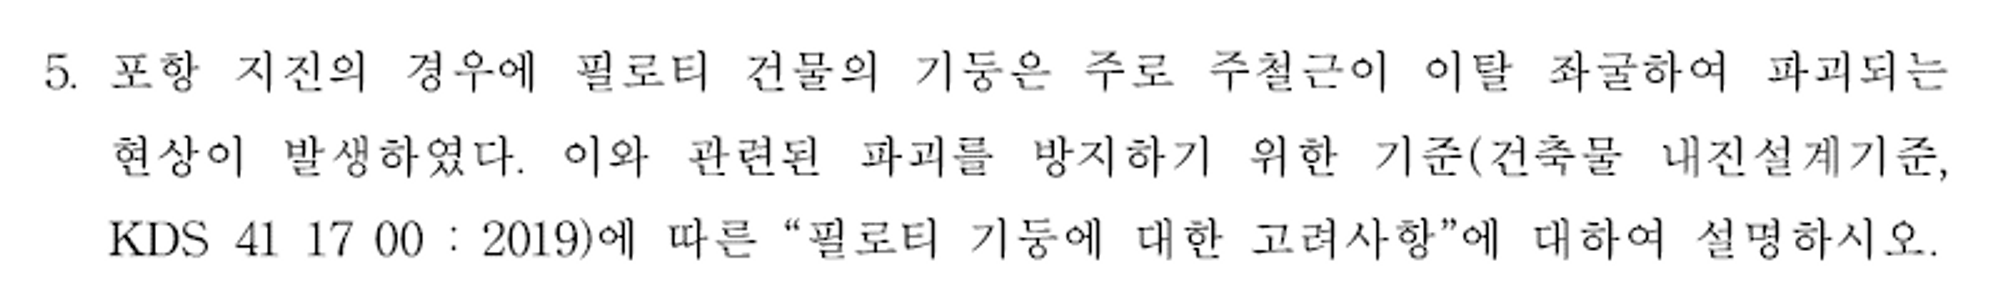 5. 포항 지진의 경우에 필로티 건물의 기둥은 주로 주철근이 이탈 좌굴하여 파괴되는
현상이 발생하였다. 이와 관련된 파괴를 방지하기 위한 기준(건축물 내진설계기준,
KDS 41 17 00 : 2019)에 따른 “필로티 기둥에 대한 고려사항”에 대하여 설명하시오.